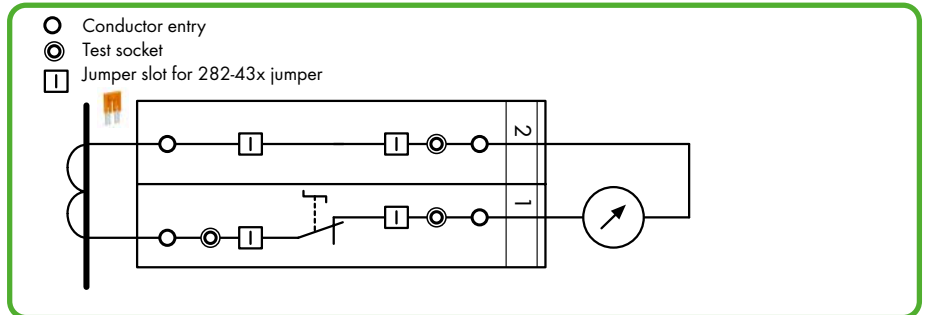 Conductor entry
Test socket
Jumper slot for 282-43x jumper
2
1